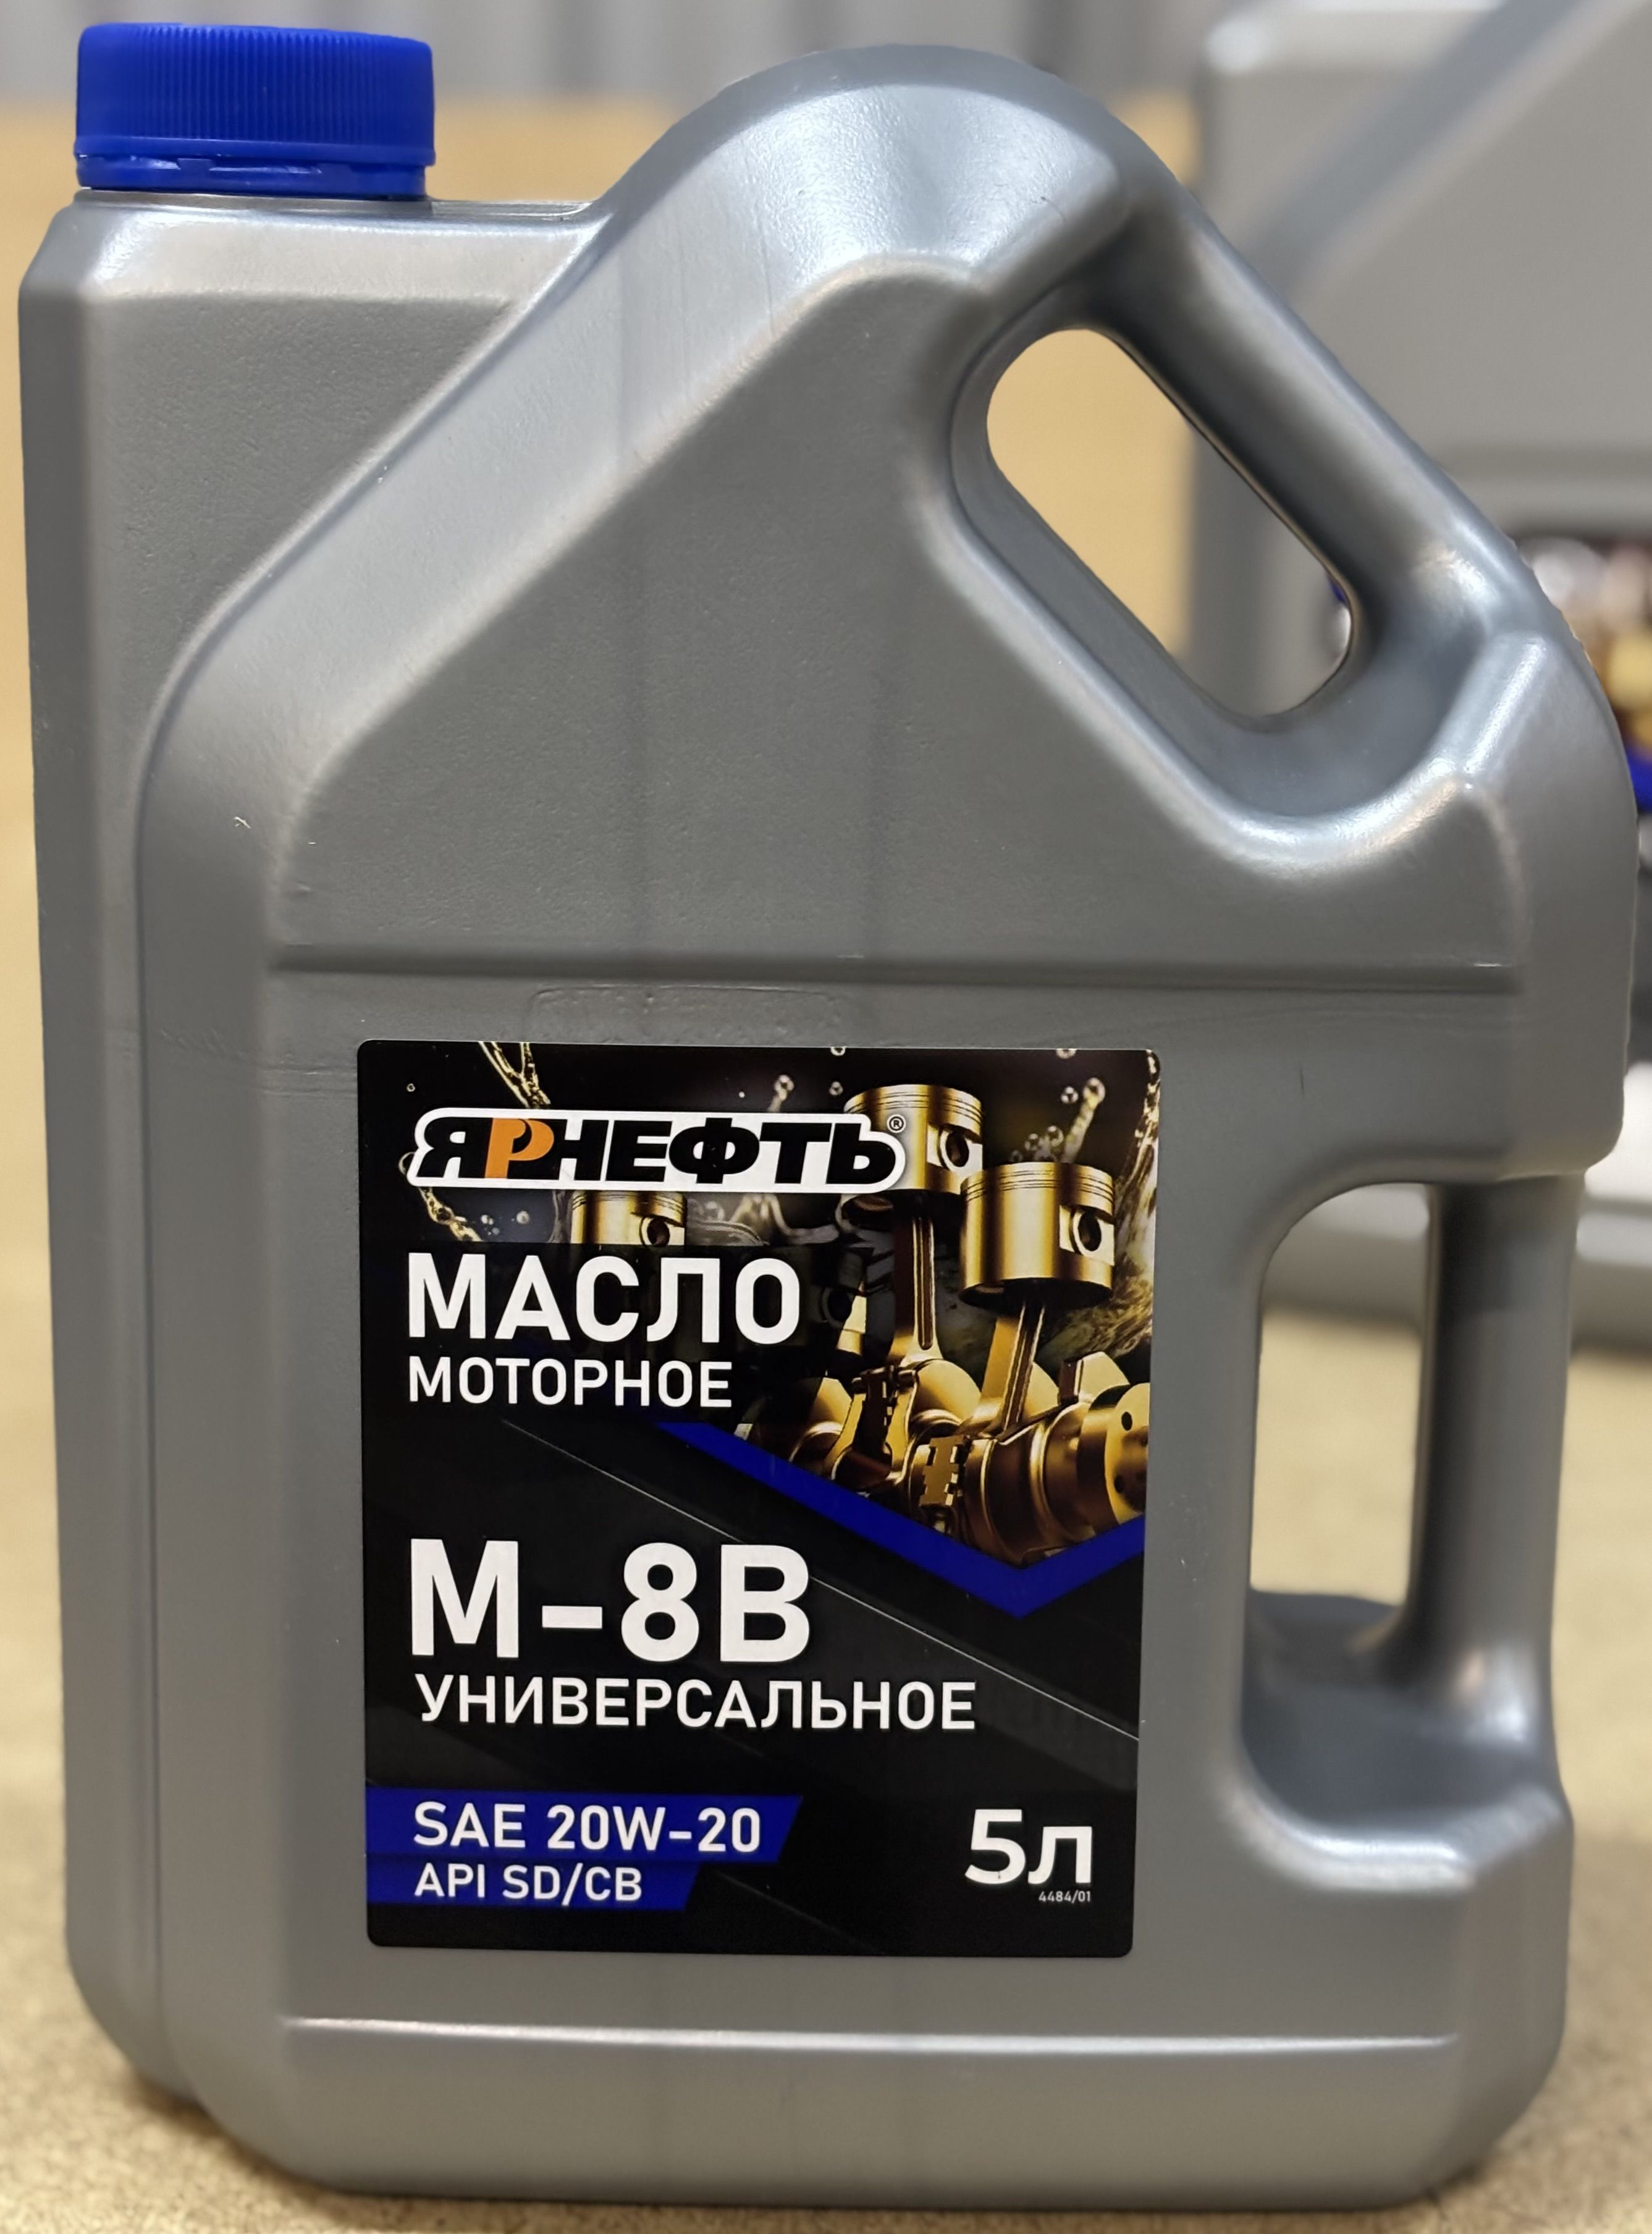 ЯРНЕФТЬ®
МАСЛО
МОТОРНОЕ
М-8В
УНИВЕРСАЛЬНОЕ
SAE 20W-20
API SD/CB
5л
4484/01